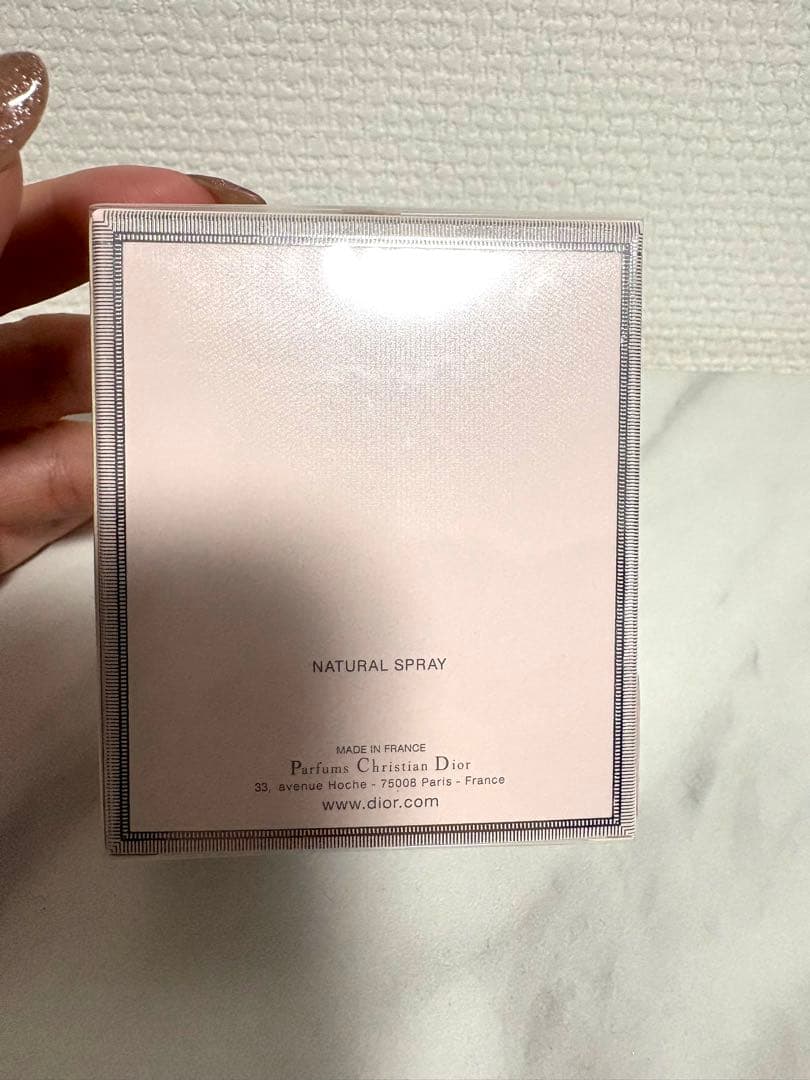 NATURAL SPRAY
MADE IN FRANCE
Parfums Christian Dior
33, avenue Hoche - 75008 Paris - France
www.dior.com